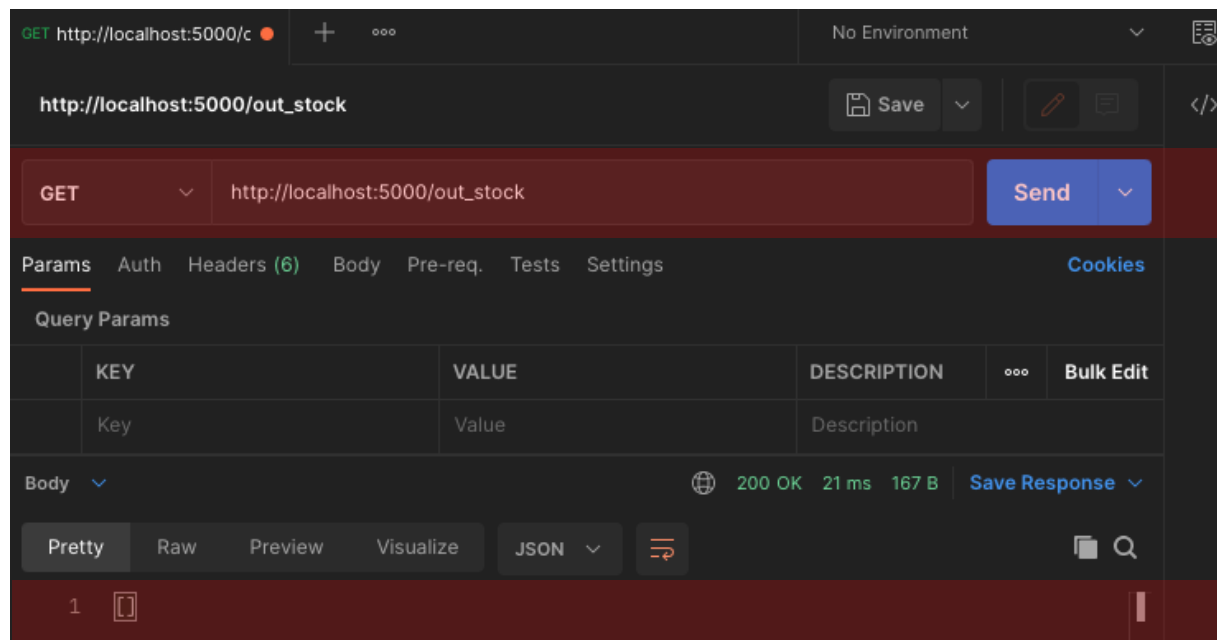 GET http://localhost:5000/c No Environment
http://localhost:5000/out_stock Save
GET http://localhost:5000/out_stock Send
Params Auth Headers (6) Body Pre-req. Tests Settings Cookies
Query Params
KEY VALUE DESCRIPTION Bulk Edit
Key Value Description
Body 200 OK 21 ms 167 B Save Response
Pretty Raw Preview Visualize JSON
1 []